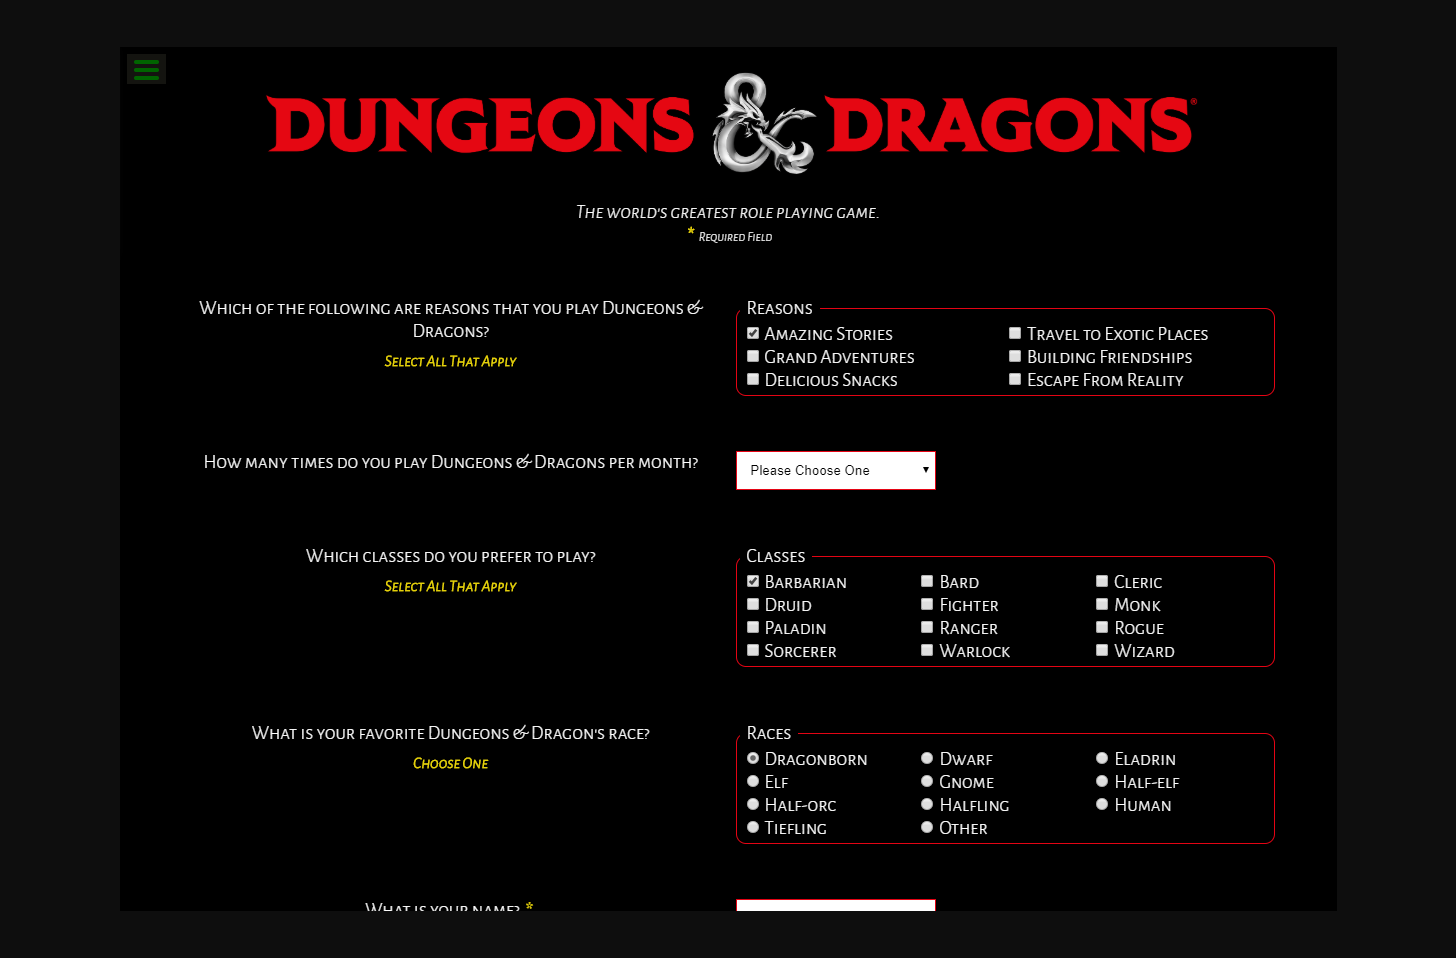 DUNGEONS & DRAGONS®
The world's greatest role playing game.
* Required Field
Which of the following are reasons that you play Dungeons &
Dragons?
Select All That Apply
Reasons
Amazing Stories
Travel to Exotic Places
Grand Adventures
Building Friendships
Delicious Snacks
Escape From Reality
How many times do you play Dungeons & Dragons per month?
Please Choose One
Which classes do you prefer to play?
Select All That Apply
Classes
Barbarian
Bard
Cleric
Druid
Fighter
Monk
Paladin
Ranger
Rogue
Sorcerer
Warlock
Wizard
What is your favorite Dungeons & Dragon's race?
Choose One
Races
Dragonborn
Dwarf
Eladrin
Elf
Gnome
Half-elf
Half-orc
Halfling
Human
Tiefling
Other
What is your name? *